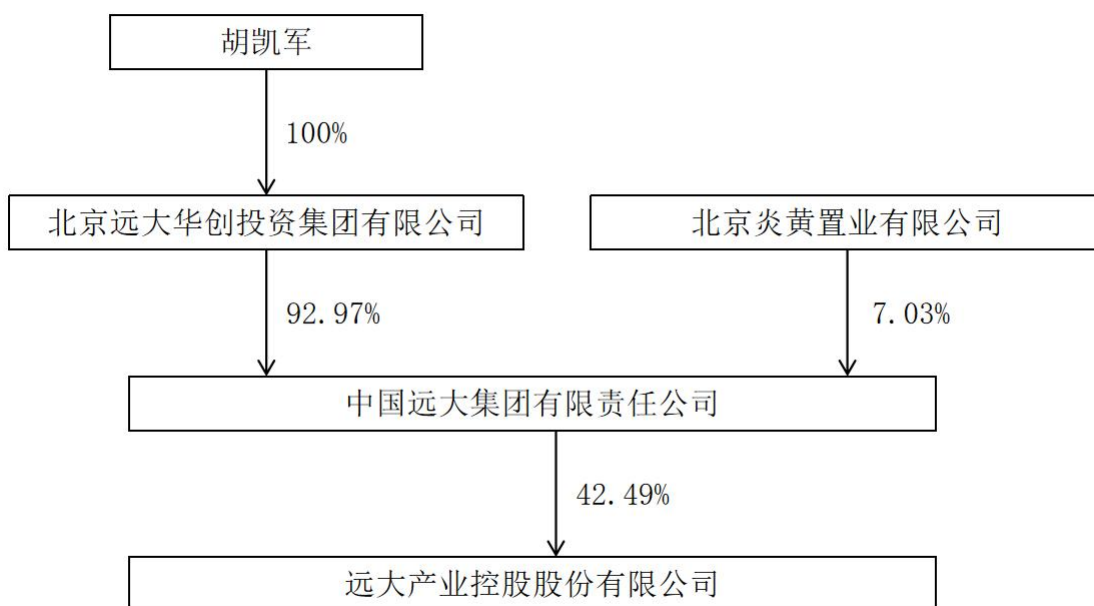 胡凯军
100%
北京远大华创投资集团有限公司
北京炎黄置业有限公司
92.97%
7.03%
中国远大集团有限责任公司
42.49%
远大产业控股股份有限公司